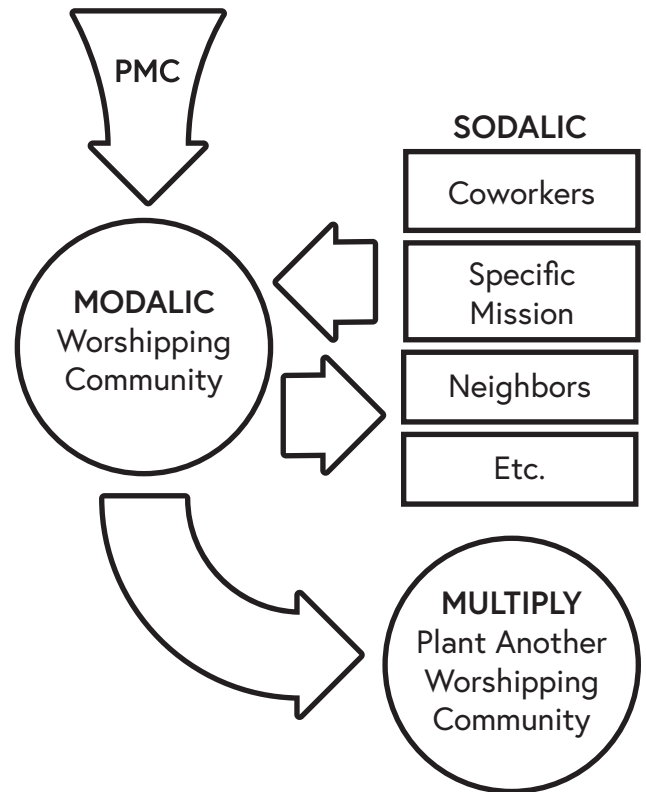 PMC
MODALIC
Worshipping
Community
SODALIC
Coworkers
Specific
Mission
Neighbors
Etc.
MULTIPLY
Plant Another
Worshipping
Community